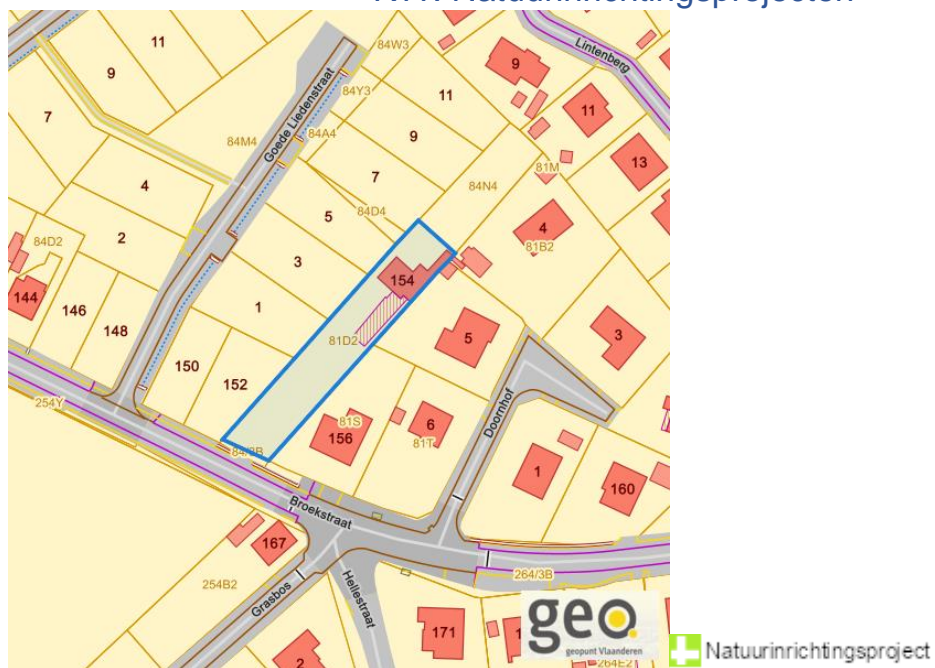 11
84W3
Lintenberg
9
9
84Y3
11
11
7
Goede Liedenstraat
84A4
9
13
84M4
81M
4
7
84N4
84D4
5
4
2
84D2
81B2
3
154
144
146
1
3
148
81D2
5
150
152
254Y
81S
6
156
81T
Doornhof
84/2B
1
160
Broekstraat
167
264/3B
254B2
Grasbos
Hellestraat
171
geo
geopunt Vlaanderen
264E2
2
Natuurinrichtingsproject